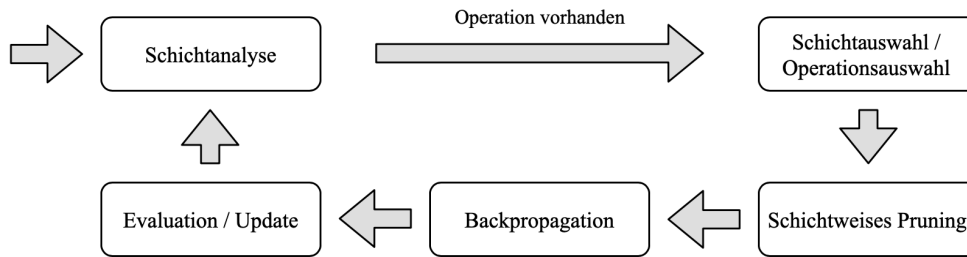 Operation vorhanden
Schichtanalyse
Schichtauswahl /
Operationsauswahl
Evaluation / Update
Backpropagation
Schichtweises Pruning